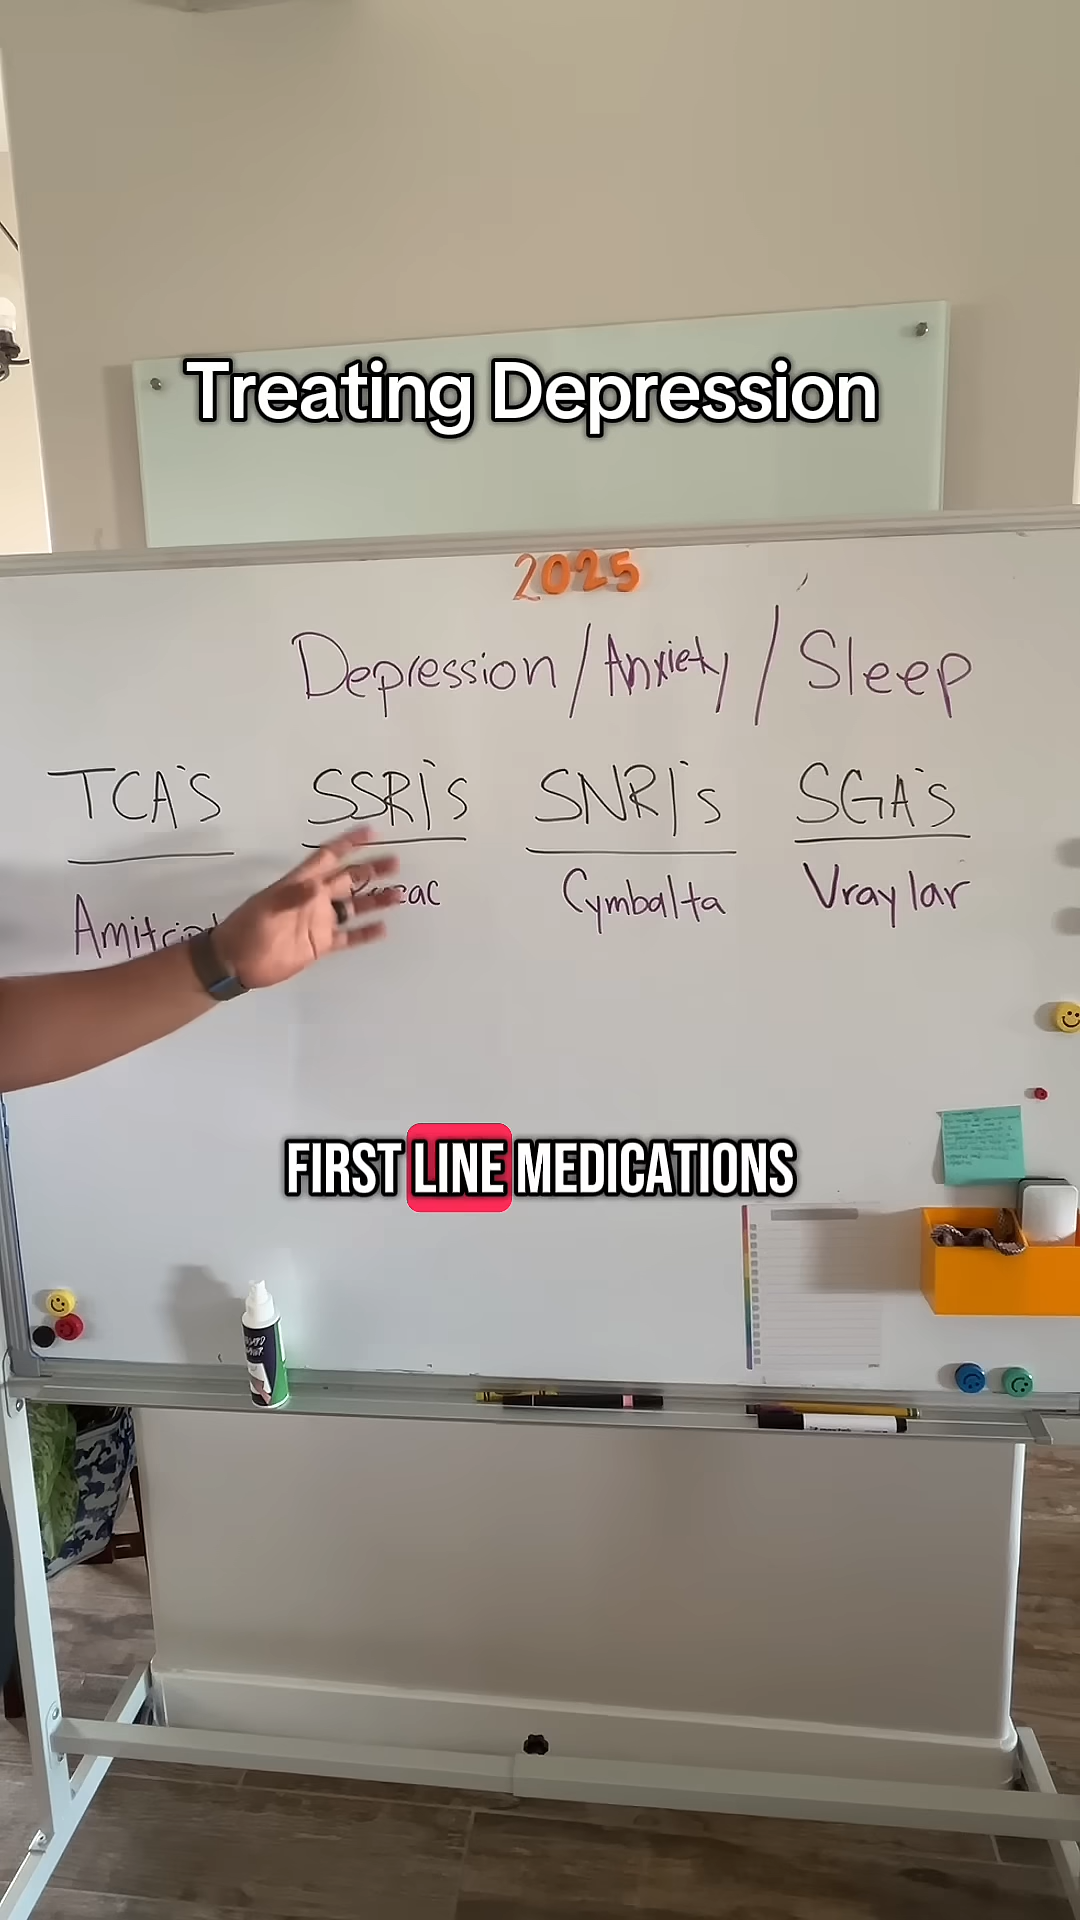 Treating Depression
2025
Depression / Anxiety / Sleep
TCA'S SSRI's SNRI's SGA's
Cymbalta Vraylar
FIRST LINE MEDICATIONS